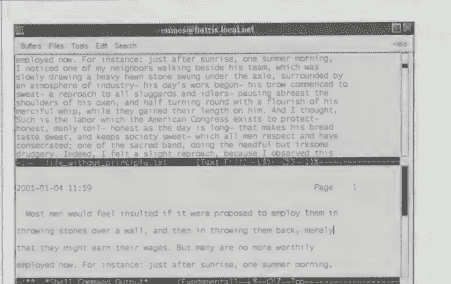 emacs@batrix.local.net
Buffers Files Tools Edit Search Help
employed now. For instance: just after sunrise, one summer morning,
I noticed one of my neighbors walking beside his team, which was
slowly drawing a heavy hewn stone swung under the axle, surrounded by
an atmosphere of industry- his day's work begun- his brow commenced to
sweat- a reproach to all sluggards and idlers- pausing abreast the
shoulders of his oxen, and half turning round with a flourish of his
merciful whip, while they gained their length on him. And I thought,
Such is the labor which the American Congress exists to protect-
honest, manly toil- honest as the day is long- that makes his bread
taste sweet, and keeps society sweet- which all men respect and have
consecrated; one of the sacred band, doing the needful but irksome
drudgery. Indeed, I felt a slight reproach, because I observed this
life_without_principle.txt
2001-01-04 11:59 Page 1
Most men would feel insulted if it were proposed to employ them in
throwing stones over a wall, and then in throwing them back, merely
that they might earn their wages. But many are no more worthily
employed now. For instance: just after sunrise, one summer morning,
*Shell Command Output* (Fundamental)